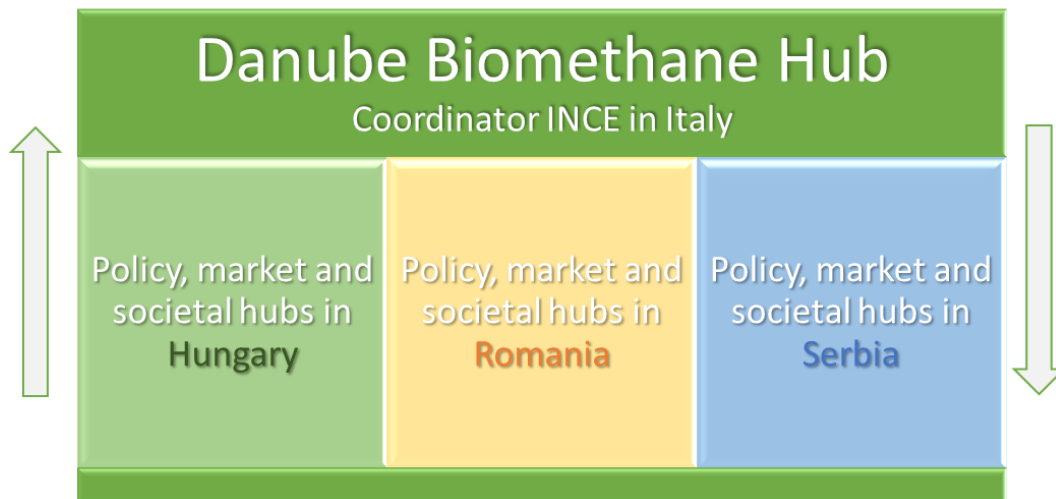 Danube Biomethane Hub
Coordinator INCE in Italy
Policy, market and
societal hubs in
Hungary
Policy, market and
societal hubs in
Romania
Policy, market and
societal hubs in
Serbia